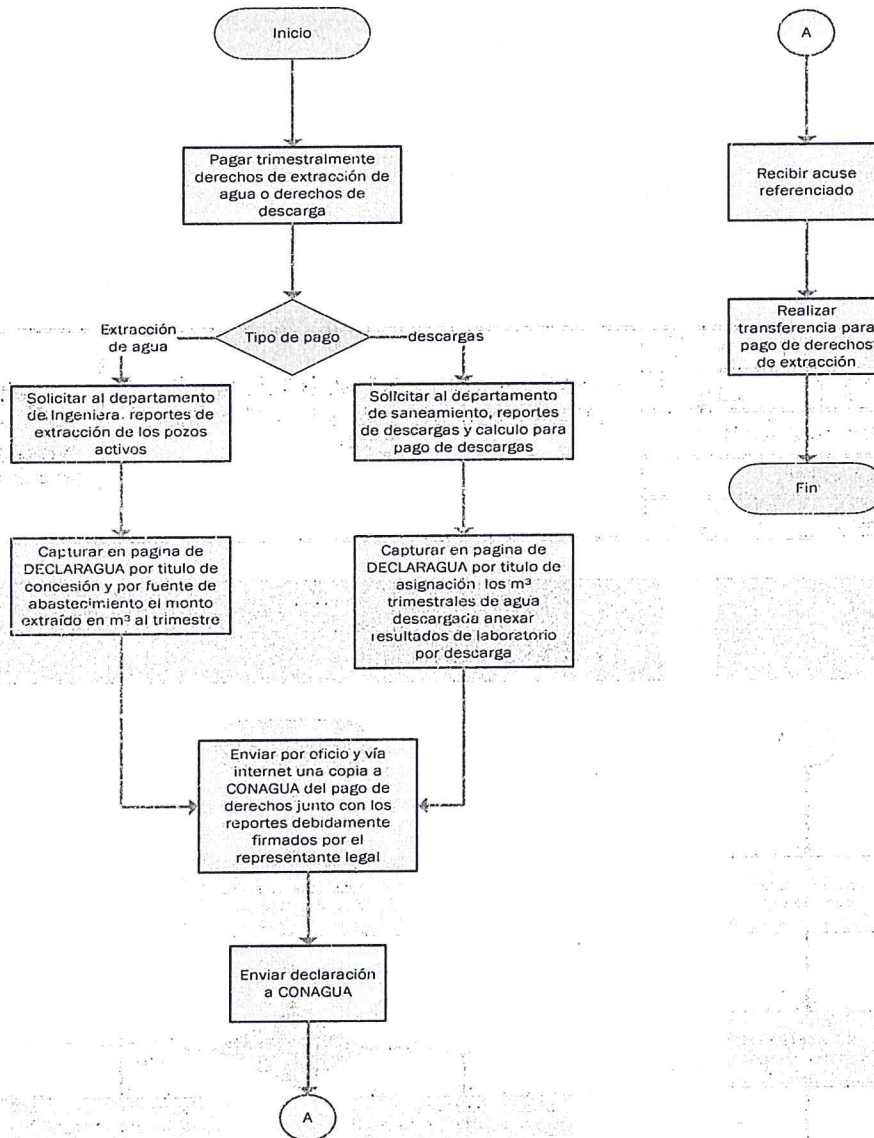 Inicio
Pagar trimestralmente
derechos de extracción de
agua o derechos de
descarga
Tipo de pago
Extracción
de agua
descargas
Solicitar al departamento
de Ingeniera. reportes de
extracción de los pozos
activos
Solicitar al departamento
de saneamiento, reportes
de descargas y calculo para
pago de descargas
Capturar en pagina de
DECLARAGUA por titulo de
concesión y por fuente de
abastecimiento el monto
extraído en m³ al trimestre
Capturar en pagina de
DECLARAGUA por titulo de
asignación los m³
trimestrales de agua
descargada anexar
resultados de laboratorio
por descarga
Enviar por oficio y vía
internet una copia a
CONAGUA del pago de
derechos junto con los
reportes debidamente
firmados por el
representante legal
Enviar declaración
a CONAGUA
A
A
Recibir acuse
referenciado
Realizar
transferencia para
pago de derechos
de extracción
Fin